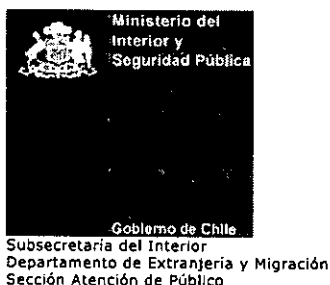 Ministerio del
Interior y
Seguridad Pública
Gobierno de Chile
Subsecretaría del Interior
Departamento de Extranjería y Migración
Sección Atención de Público